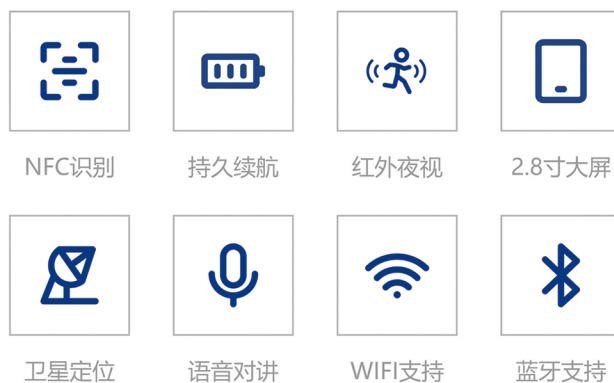 NFC识别
持久续航
红外夜视
2.8寸大屏
卫星定位
语音对讲
WIFI支持
蓝牙支持